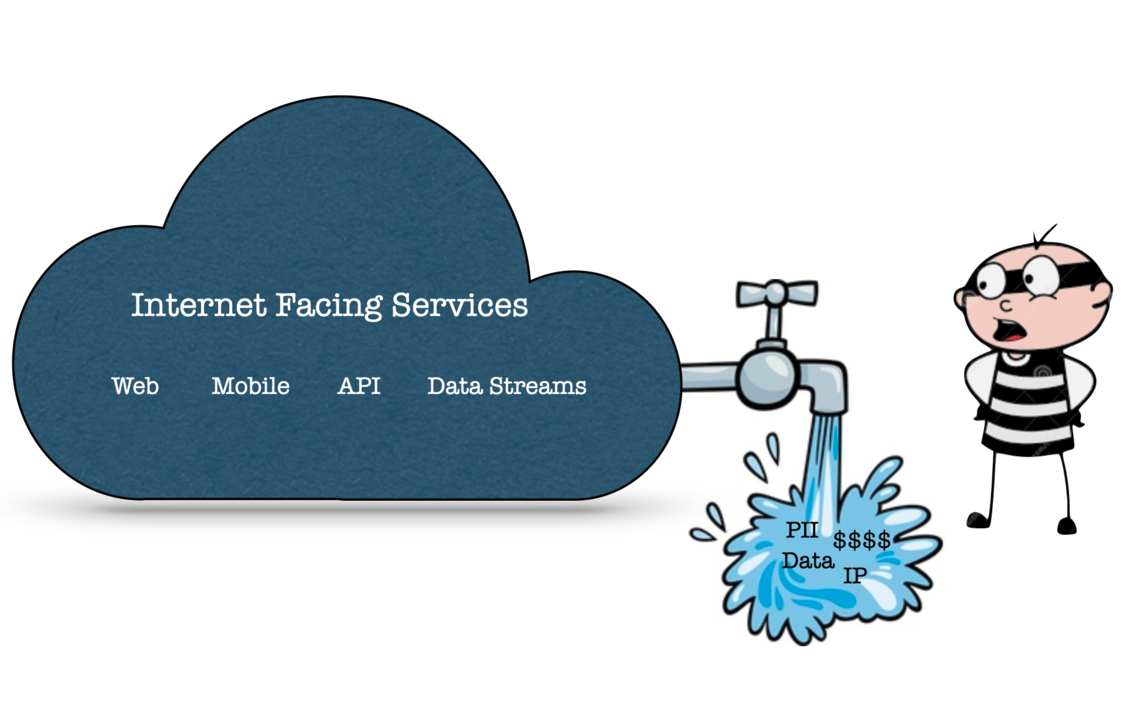 Internet Facing Services
Web Mobile API Data Streams
PII $$$$
Data IP